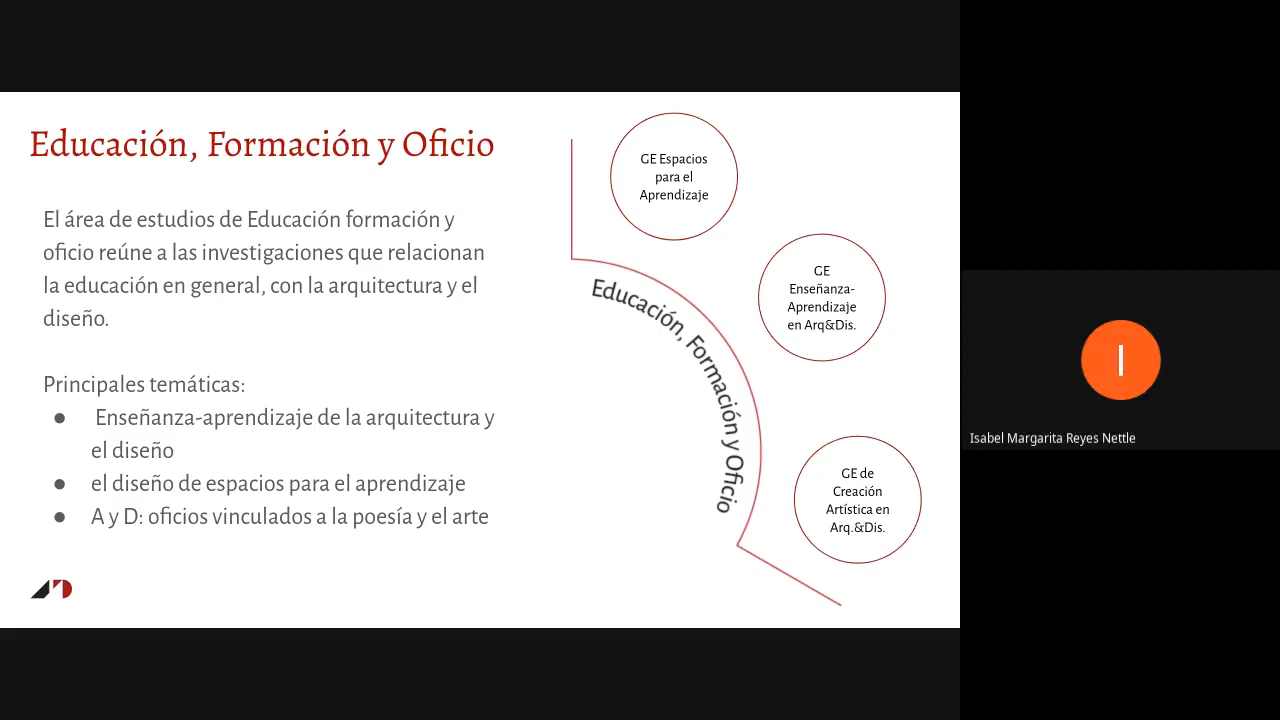 Educación, Formación y Oficio
El área de estudios de Educación formación y
oficio reúne a las investigaciones que relacionan
la educación en general, con la arquitectura y el
diseño.
Principales temáticas:
● Enseñanza-aprendizaje de la arquitectura y
el diseño
● el diseño de espacios para el aprendizaje
● A y D: oficios vinculados a la poesía y el arte
GE Espacios
para el
Aprendizaje
GE
Enseñanza-
Aprendizaje
en Arq&Dis.
Educación, Formación y Oficio
GE de
Creación
Artística en
Arq.&Dis.
I
Isabel Margarita Reyes Nettle